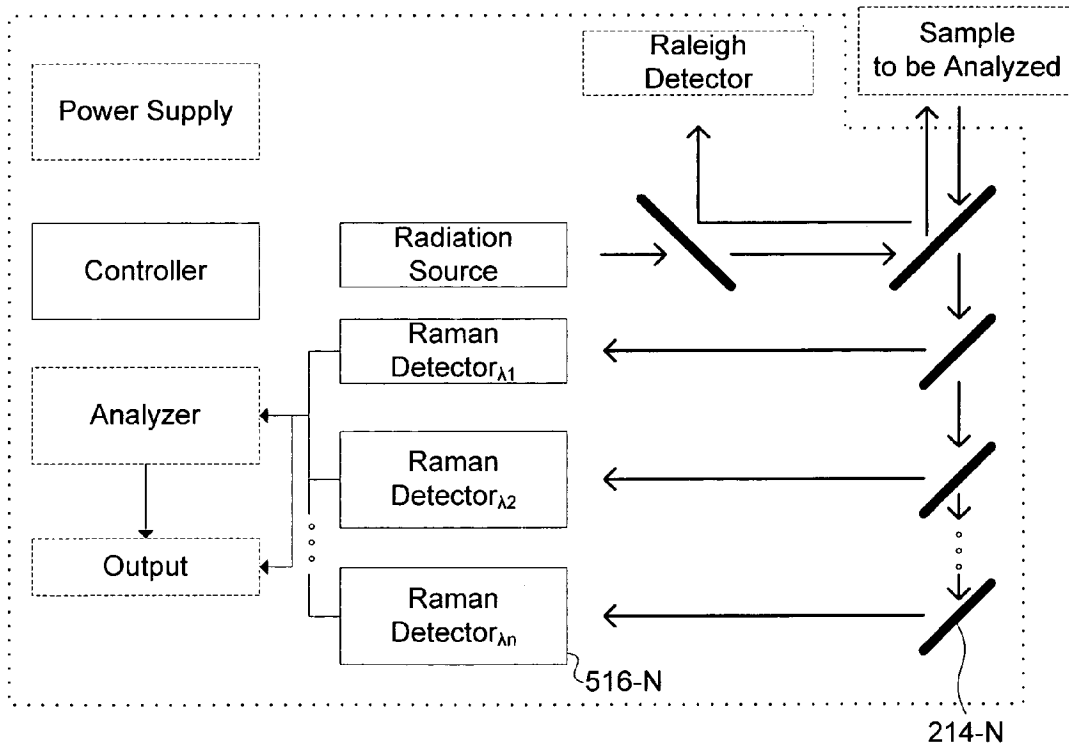 Raleigh
Detector
Sample
to be Analyzed
Power Supply
Controller
Radiation
Source
Raman
Detectorλ1
Analyzer
Raman
Detectorλ2
Output
Raman
Detectorλn
516-N
214-N